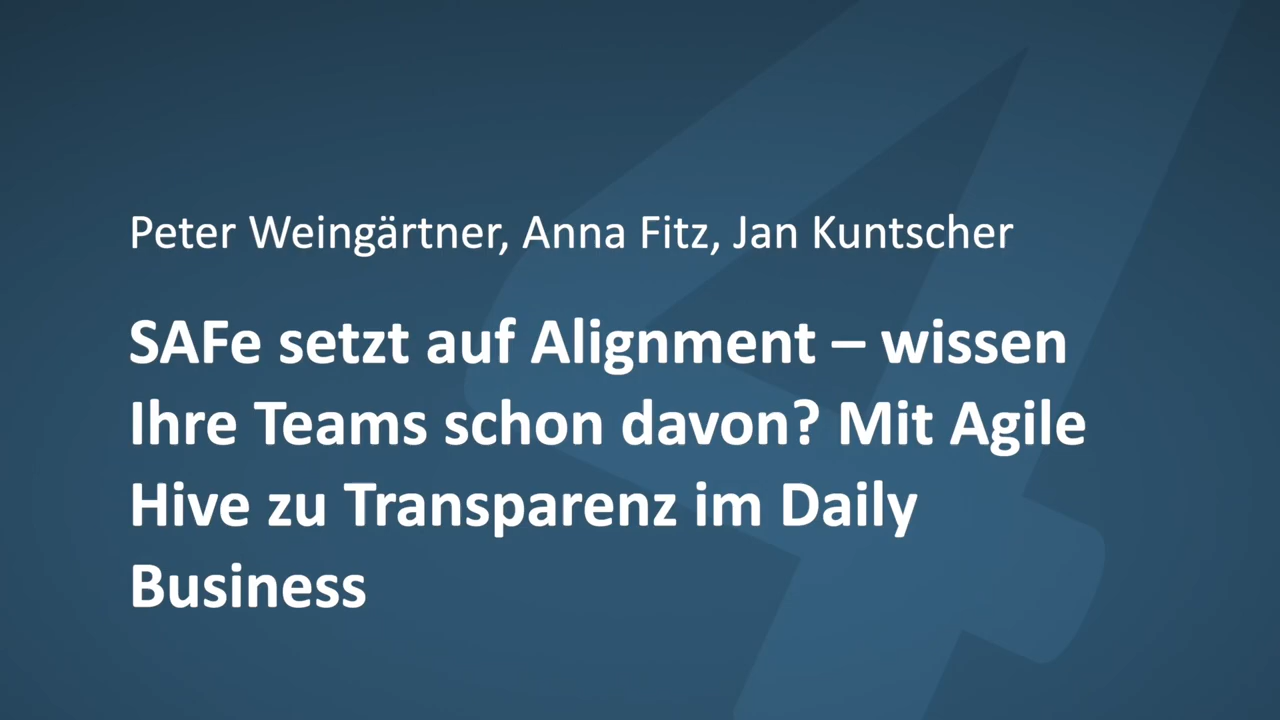 Peter Weingärtner, Anna Fitz, Jan Kuntscher
SAFe setzt auf Alignment – wissen
Ihre Teams schon davon? Mit Agile
Hive zu Transparenz im Daily
Business